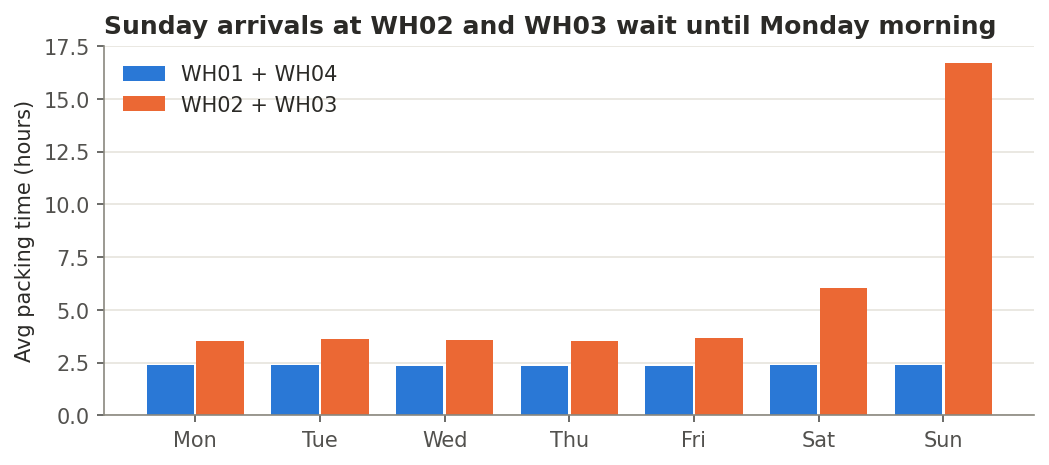 Sunday arrivals at WH02 and WH03 wait until Monday morning
17.5
15.0
12.5
10.0
7.5
5.0
2.5
0.0
Avg packing time (hours)
WH01 + WH04
WH02 + WH03
Mon Tue Wed Thu Fri Sat Sun